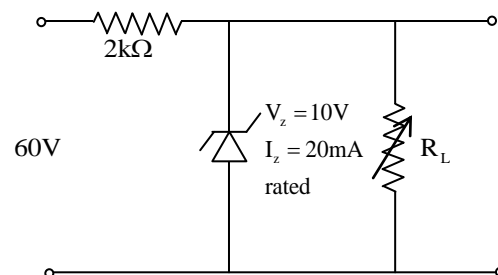 2kΩ
60V
V_z = 10V
I_z = 20mA
rated
R_L